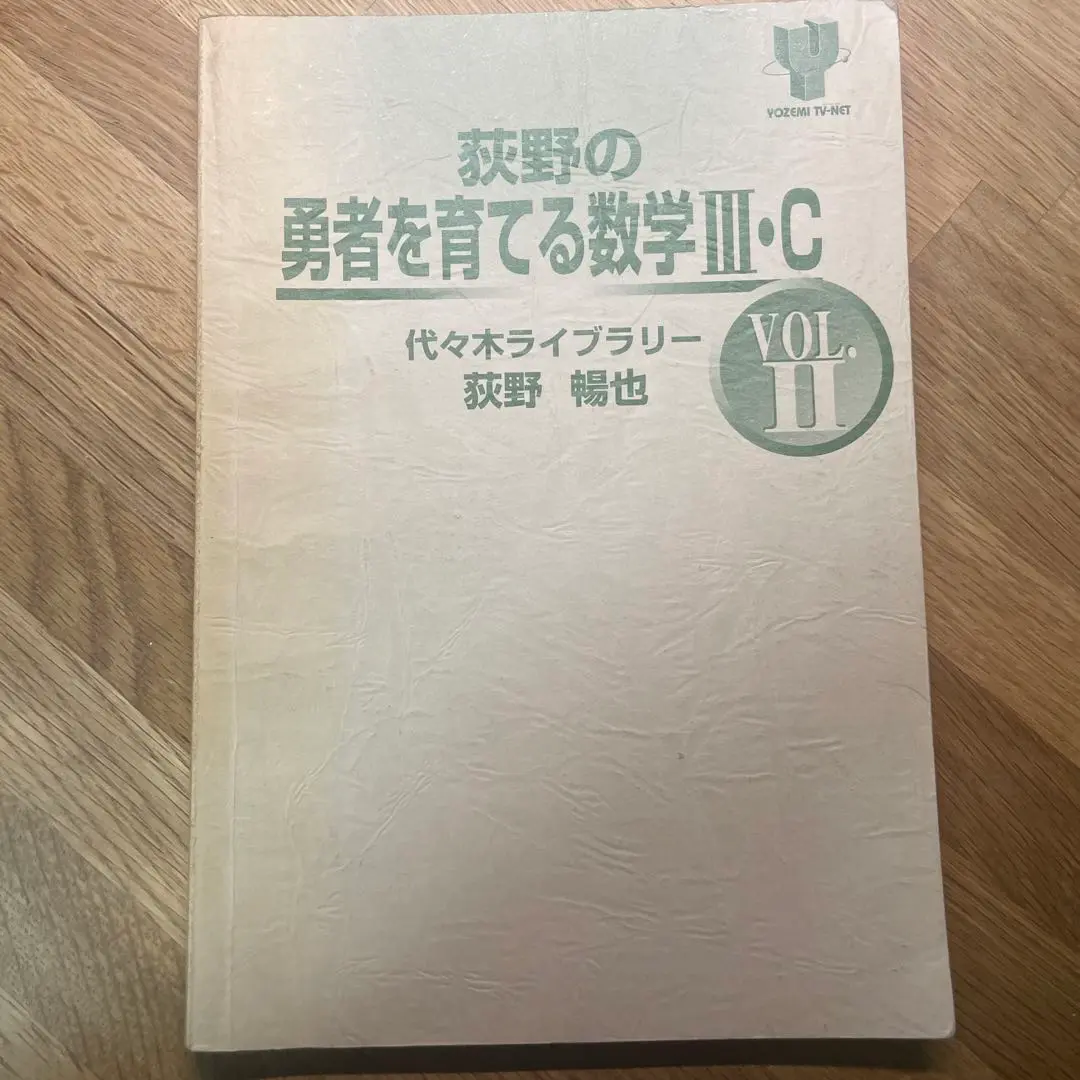 YOZEMI TV-NET
荻野の
勇者を育てる数学Ⅲ・C
VOL.
II
代々木ライブラリー
荻野 暢也